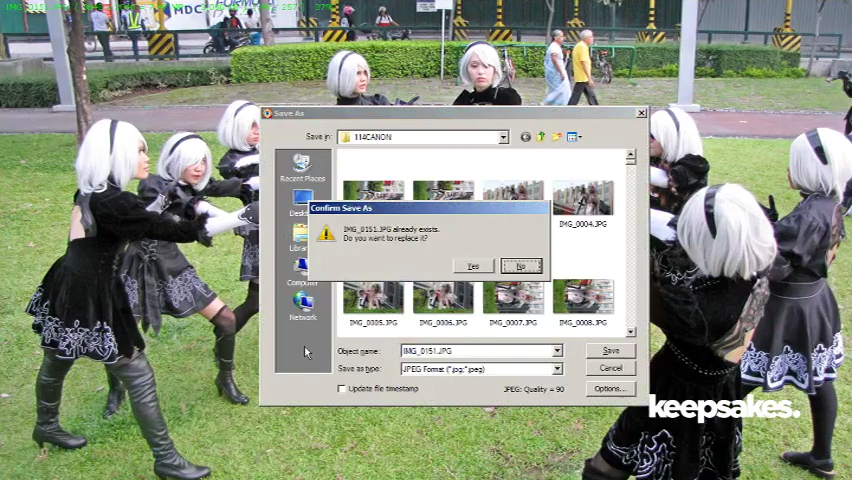 MDC
Save As
Save in:
114CANON
Recent Places
Confirm Save As
IMG_0151.JPG already exists.
Do you want to replace it?
Yes
No
IMG_0004.JPG
Computer
Network
IMG_0005.JPG
IMG_0006.JPG
IMG_0007.JPG
IMG_0008.JPG
Object name:
IMG_0151.JPG
Save
Save as type:
JPEG Format (*.jpg;*.jpeg)
Cancel
Update file timestamp
JPEG: Quality = 90
Options...
keepsakes.